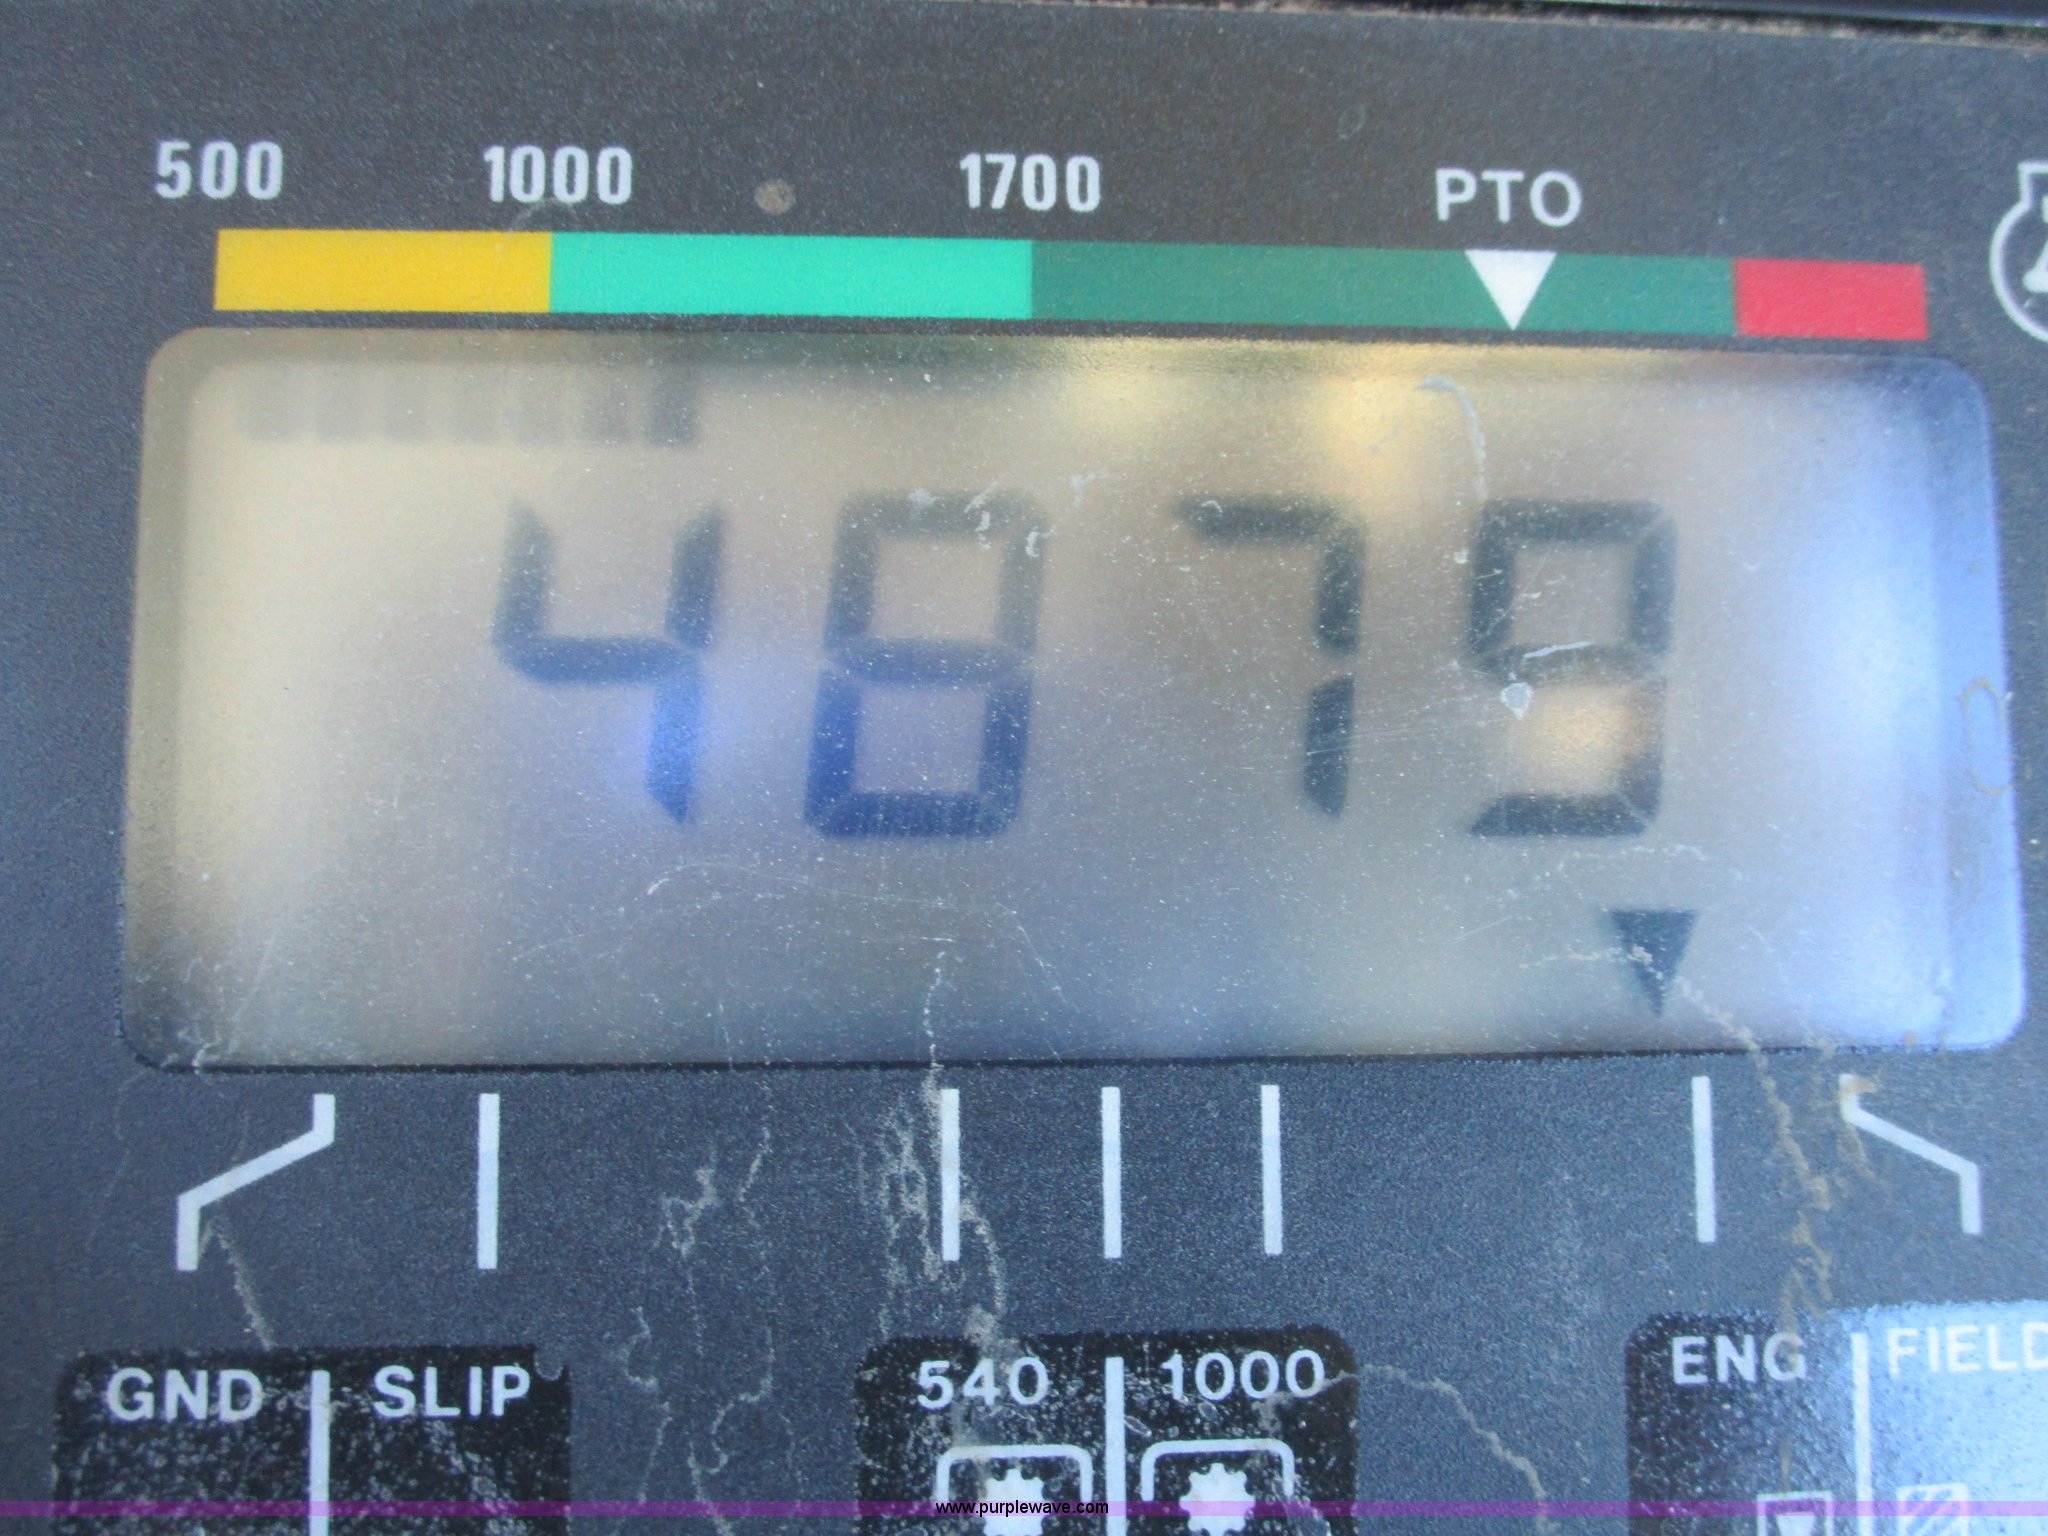 500 1000 1700 PTO
4879
GND SLIP 540 1000 ENG FIELD
www.purplewave.com